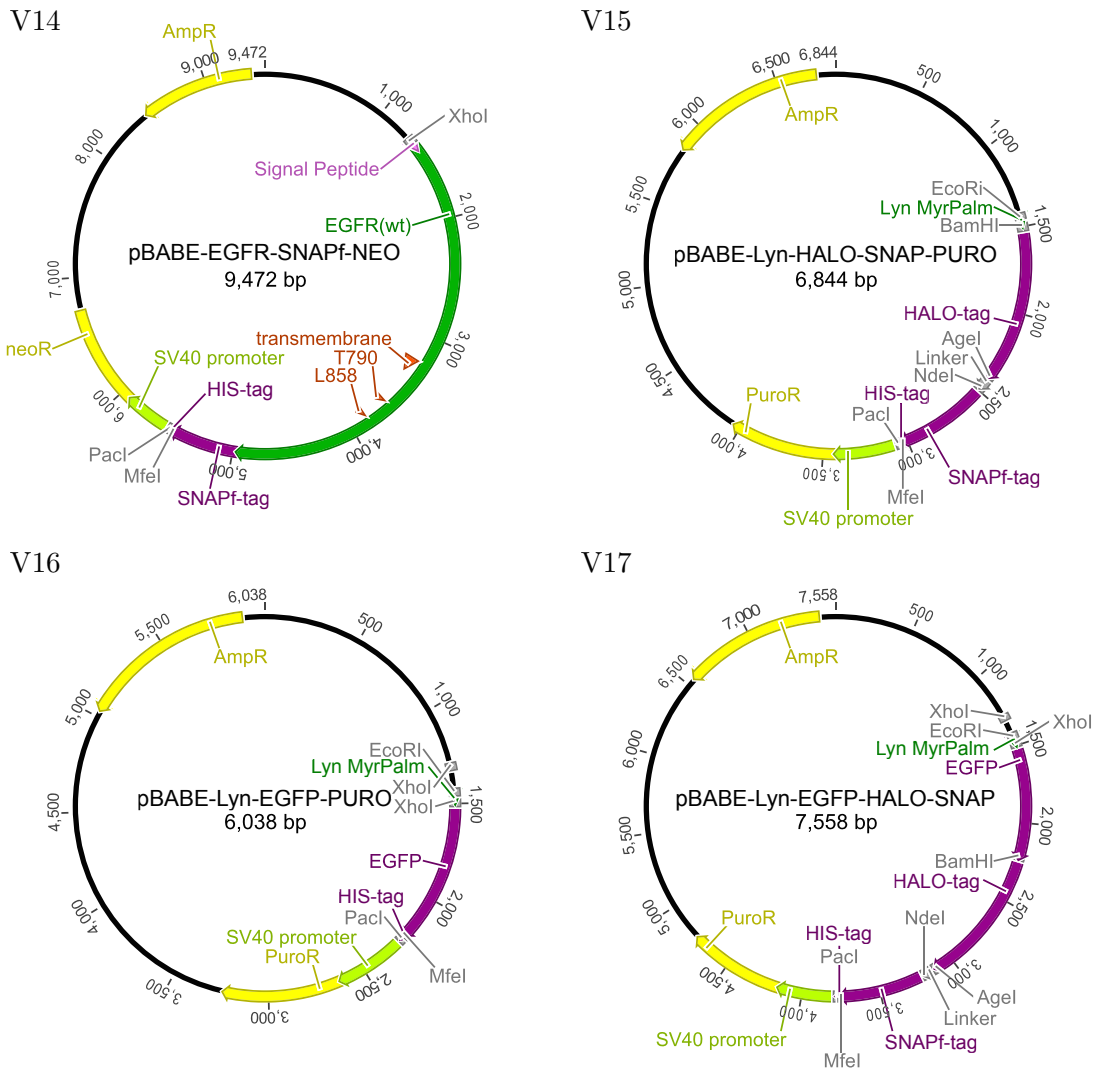 V14
AmpR
9,000
9,472
1,000
XhoI
8,000
Signal Peptide
2,000
EGFR(wt)
pBABE-EGFR-SNAPf-NEO
9,472 bp
7,000
transmembrane
3,000
T790
neoR
SV40 promoter
L858
HIS-tag
6,000
4,000
PacI
MfeI
5,000
SNAPf-tag
V15
6,500
6,844
500
AmpR
6,000
1,000
5,500
EcoRi
Lyn MyrPalm
1,500
BamHI
pBABE-Lyn-HALO-SNAP-PURO
6,844 bp
5,000
HALO-tag
2,000
AgeI
Linker
NdeI
4,500
2,500
PuroR
HIS-tag
PacI
4,000
3,500
3,000
SNAPf-tag
MfeI
SV40 promoter
V16
6,038
5,500
500
AmpR
5,000
1,000
EcoRI
Lyn MyrPalm
XhoI
XhoI
1,500
pBABE-Lyn-EGFP-PURO
6,038 bp
4,500
EGFP
HIS-tag
2,000
PacI
4,000
SV40 promoter
PuroR
MfeI
2,500
3,500
3,000
V17
7,558
7,000
500
AmpR
6,500
1,000
XhoI
XhoI
EcoRI
1,500
Lyn MyrPalm
EGFP
6,000
pBABE-Lyn-EGFP-HALO-SNAP
7,558 bp
5,500
2,000
BamHI
HALO-tag
2,500
5,000
PuroR
NdeI
HIS-tag
PacI
4,500
3,000
AgeI
4,000
3,500
Linker
SV40 promoter
SNAPf-tag
MfeI